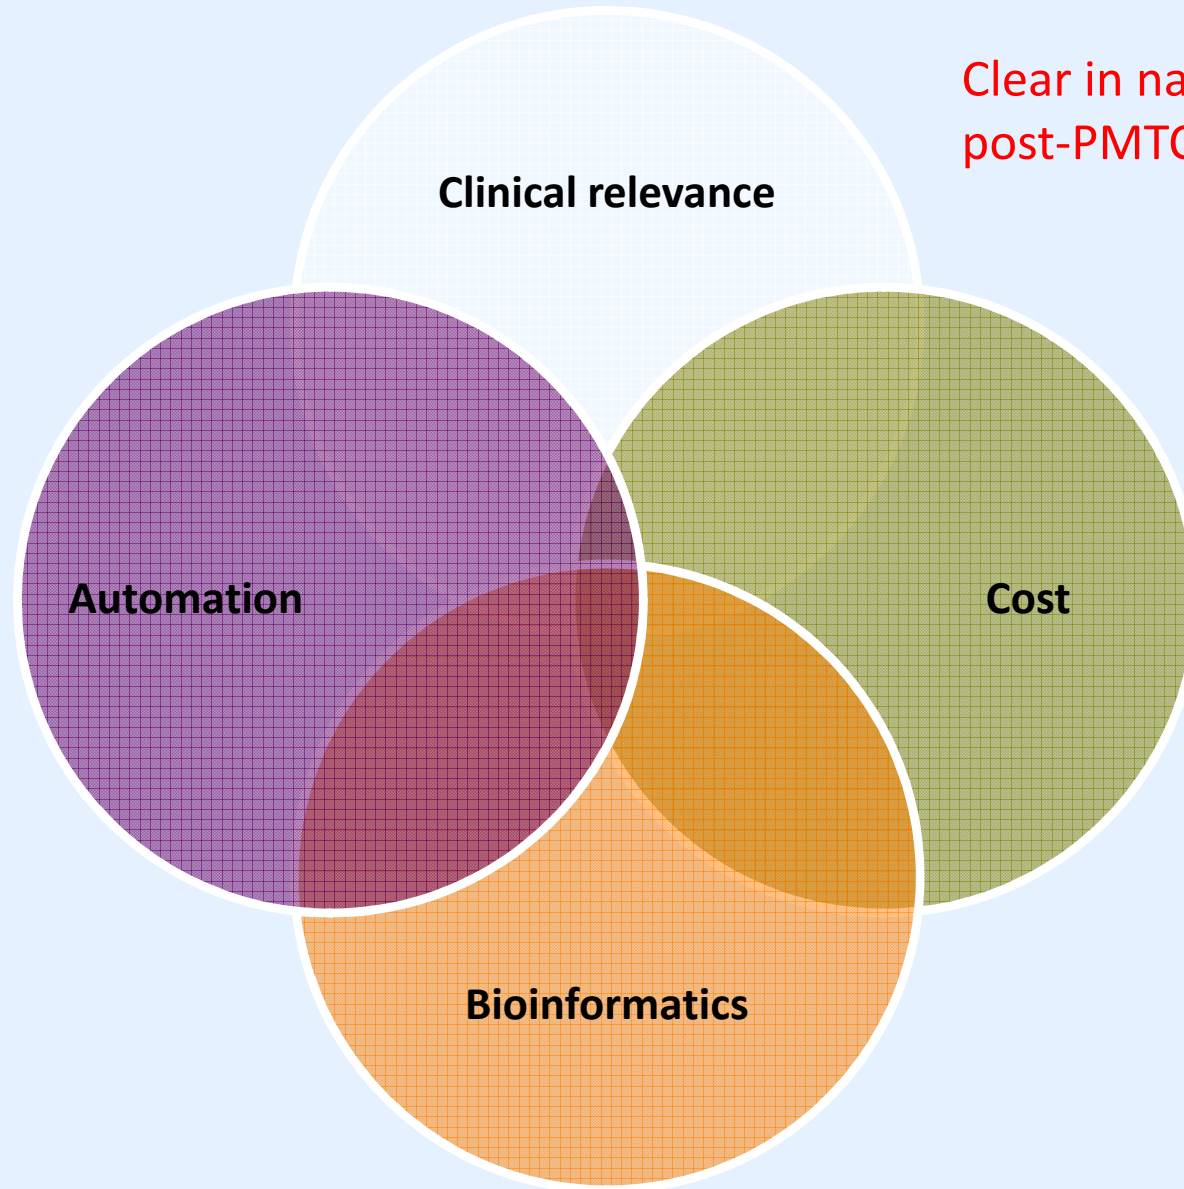 Clear in na
post-PMTC
Clinical relevance
Automation
Cost
Bioinformatics